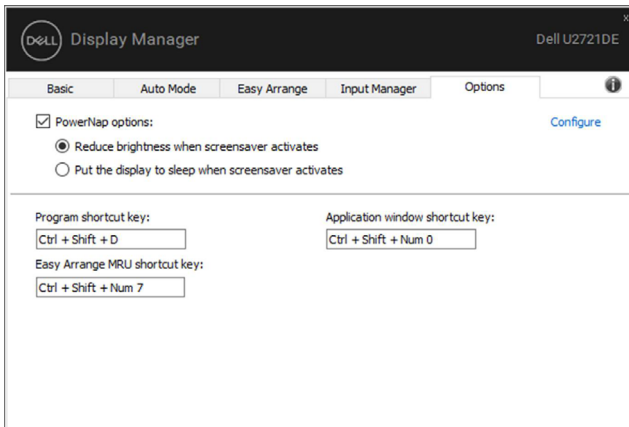 x
DELL Display Manager
Dell U2721DE
Basic Auto Mode Easy Arrange Input Manager Options
PowerNap options:
Configure
Reduce brightness when screensaver activates
Put the display to sleep when screensaver activates
Program shortcut key:
Application window shortcut key:
Ctrl + Shift + D
Ctrl + Shift + Num 0
Easy Arrange MRU shortcut key:
Ctrl + Shift + Num 7